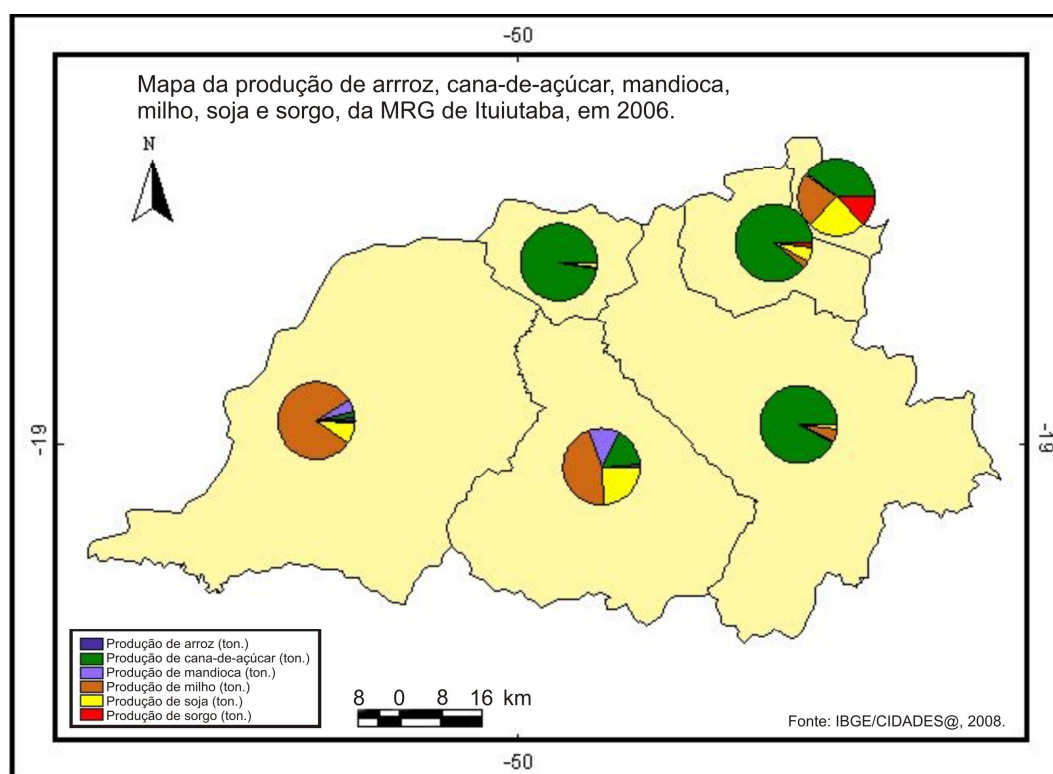 -50
Mapa da produção de arrroz, cana-de-açúcar, mandioca,
milho, soja e sorgo, da MRG de Ituiutaba, em 2006.
N
-19
-19
Produção de arroz (ton.)
Produção de cana-de-açúcar (ton.)
Produção de mandioca (ton.)
Produção de milho (ton.)
Produção de soja (ton.)
Produção de sorgo (ton.)
8 0 8 16 km
Fonte: IBGE/CIDADES@, 2008.
-50